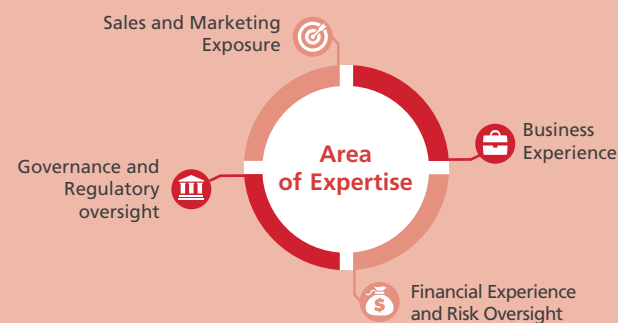 Sales and Marketing
Exposure
Business
Experience
Area
of Expertise
Governance and
Regulatory
oversight
Financial Experience
and Risk Oversight